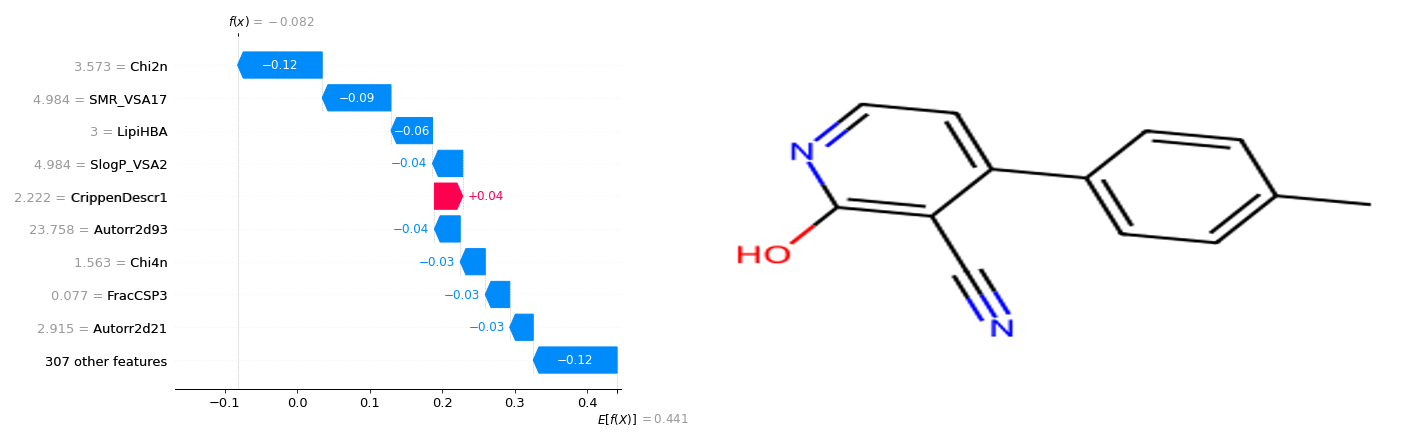 f(x) = −0.082
3.573 = Chi2n
−0.12
4.984 = SMR_VSA17
−0.09
3 = LipiHBA
−0.06
4.984 = SlogP_VSA2
−0.04
2.222 = CrippenDescr1
+0.04
23.758 = Autorr2d93
−0.04
1.563 = Chi4n
−0.03
0.077 = FracCSP3
−0.03
2.915 = Autorr2d21
−0.03
307 other features
−0.12
−0.1 0.0 0.1 0.2 0.3 0.4
E[f(X)] = 0.441
N
HO
N